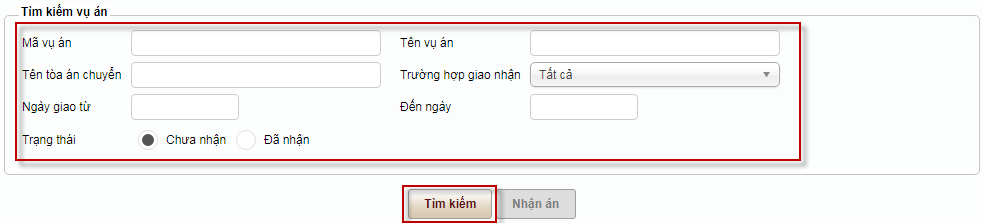 Tìm kiếm vụ án
Mã vụ án Tên vụ án
Tên tòa án chuyển Trường hợp giao nhận Tất cả
Ngày giao từ Đến ngày
Trạng thái Chưa nhận Đã nhận
Tìm kiếm Nhận án